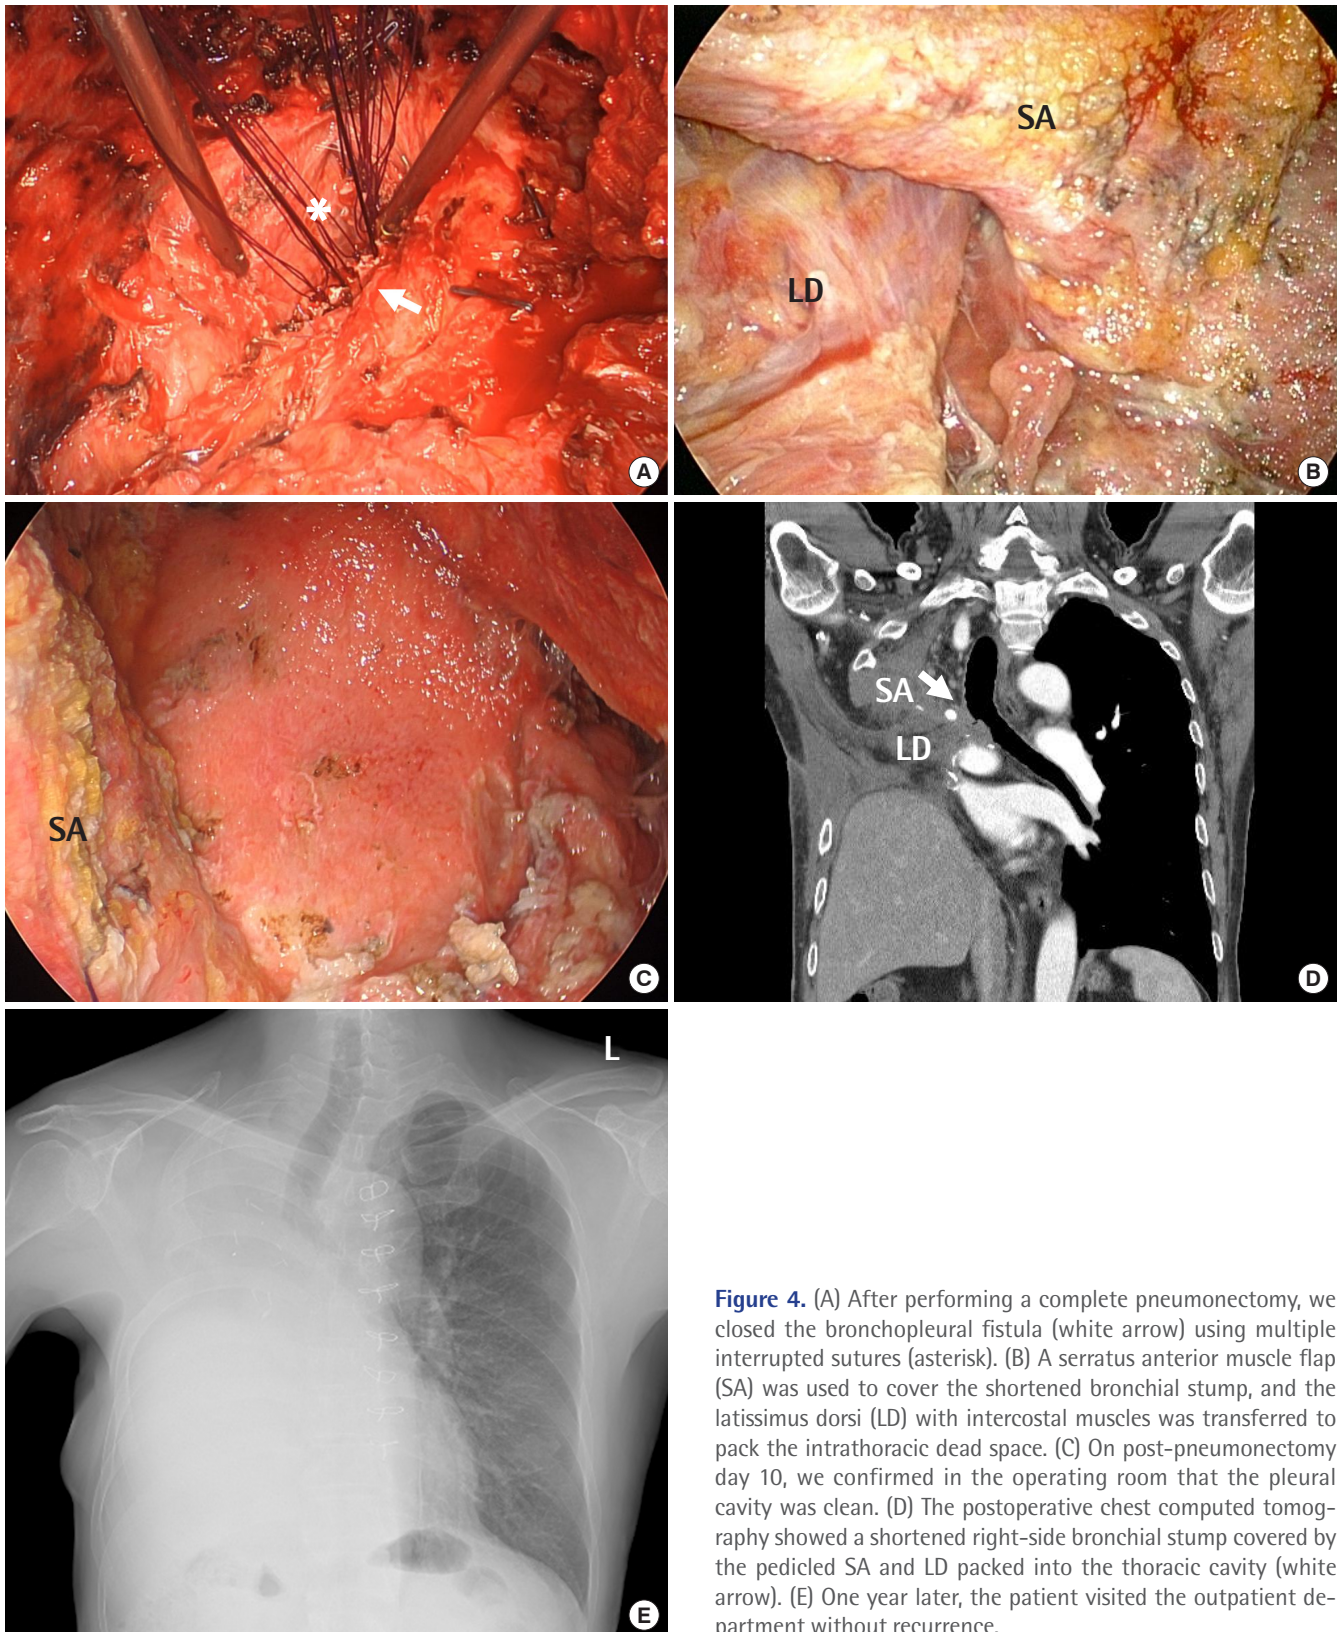 A
SA
LD
B
SA
C
SA
LD
D
L
E
Figure 4. (A) After performing a complete pneumonectomy, we
closed the bronchopleural fistula (white arrow) using multiple
interrupted sutures (asterisk). (B) A serratus anterior muscle flap
(SA) was used to cover the shortened bronchial stump, and the
latissimus dorsi (LD) with intercostal muscles was transferred to
pack the intrathoracic dead space. (C) On post-pneumonectomy
day 10, we confirmed in the operating room that the pleural
cavity was clean. (D) The postoperative chest computed tomog-
raphy showed a shortened right-side bronchial stump covered by
the pedicled SA and LD packed into the thoracic cavity (white
arrow). (E) One year later, the patient visited the outpatient de-
partment without recurrence.